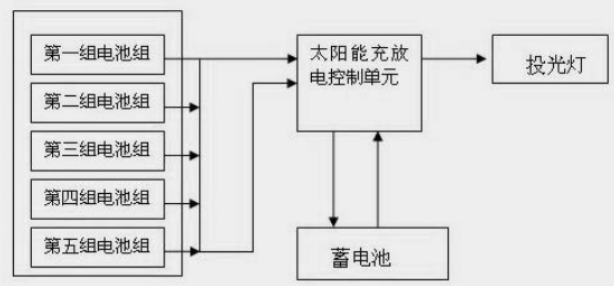 第一组电池组
第二组电池组
第三组电池组
第四组电池组
第五组电池组
太阳能充放
电控制单元
投光灯
蓄电池